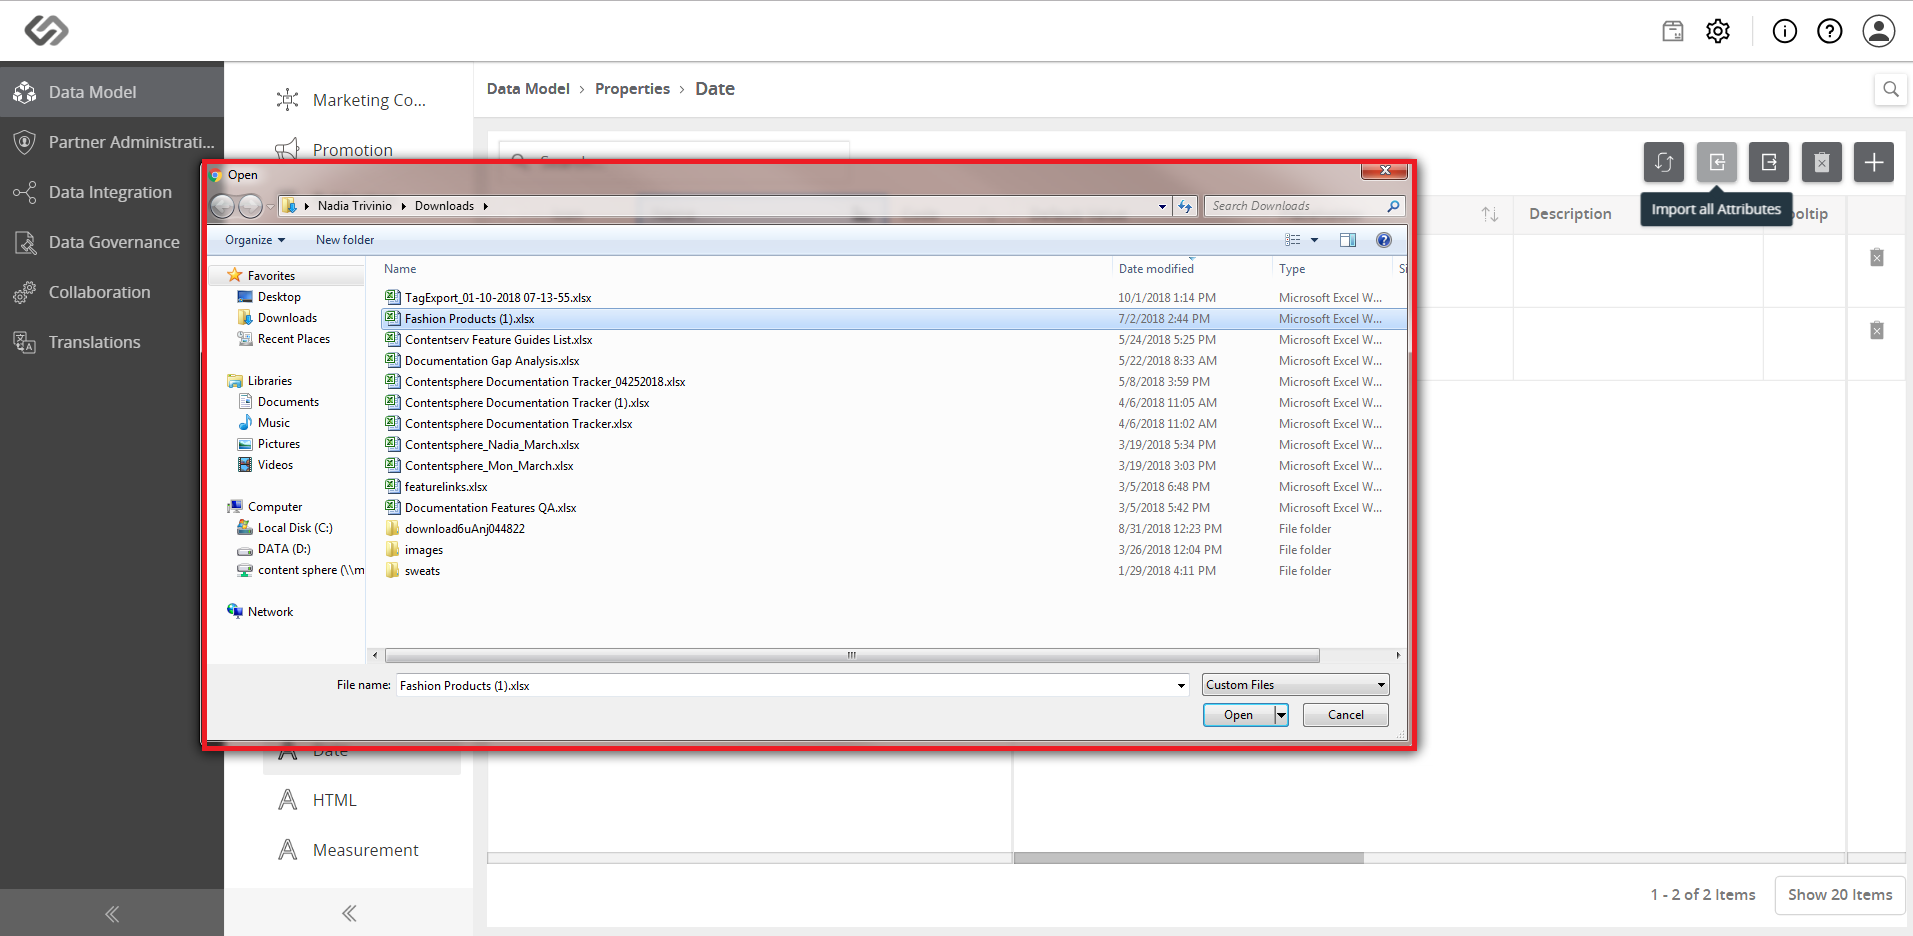 Data Model
Partner Administrati...
Data Integration
Data Governance
Collaboration
Translations
Marketing Co...
Promotion
Date
HTML
Measurement
Data Model › Properties › Date
Import all Attributes
Description
Open
Nadia Trivinio
Downloads
Search Downloads
Organize
New folder
Favorites
Desktop
Downloads
Recent Places
Libraries
Documents
Music
Pictures
Videos
Computer
Local Disk (C:)
DATA (D:)
content sphere (\\m
Network
Name Date modified Type Si
TagExport_01-10-2018 07-13-55.xlsx 10/1/2018 1:14 PM Microsoft Excel W...
Fashion Products (1).xlsx 7/2/2018 2:44 PM Microsoft Excel W...
Contentserv Feature Guides List.xlsx 5/24/2018 5:25 PM Microsoft Excel W...
Documentation Gap Analysis.xlsx 5/22/2018 8:33 AM Microsoft Excel W...
Contentsphere Documentation Tracker_04252018.xlsx 5/8/2018 3:59 PM Microsoft Excel W...
Contentsphere Documentation Tracker (1).xlsx 4/6/2018 11:05 AM Microsoft Excel W...
Contentsphere Documentation Tracker.xlsx 4/6/2018 11:02 AM Microsoft Excel W...
Contentsphere_Nadia_March.xlsx 3/19/2018 5:34 PM Microsoft Excel W...
Contentsphere_Mon_March.xlsx 3/19/2018 3:03 PM Microsoft Excel W...
featurelinks.xlsx 3/5/2018 6:48 PM Microsoft Excel W...
Documentation Features QA.xlsx 3/5/2018 5:42 PM Microsoft Excel W...
download6uAnj044822 8/31/2018 12:23 PM File folder
images 3/26/2018 12:04 PM File folder
sweats 1/29/2018 4:11 PM File folder
File name: Fashion Products (1).xlsx
Custom Files
Open
Cancel
1 - 2 of 2 Items
Show 20 Items